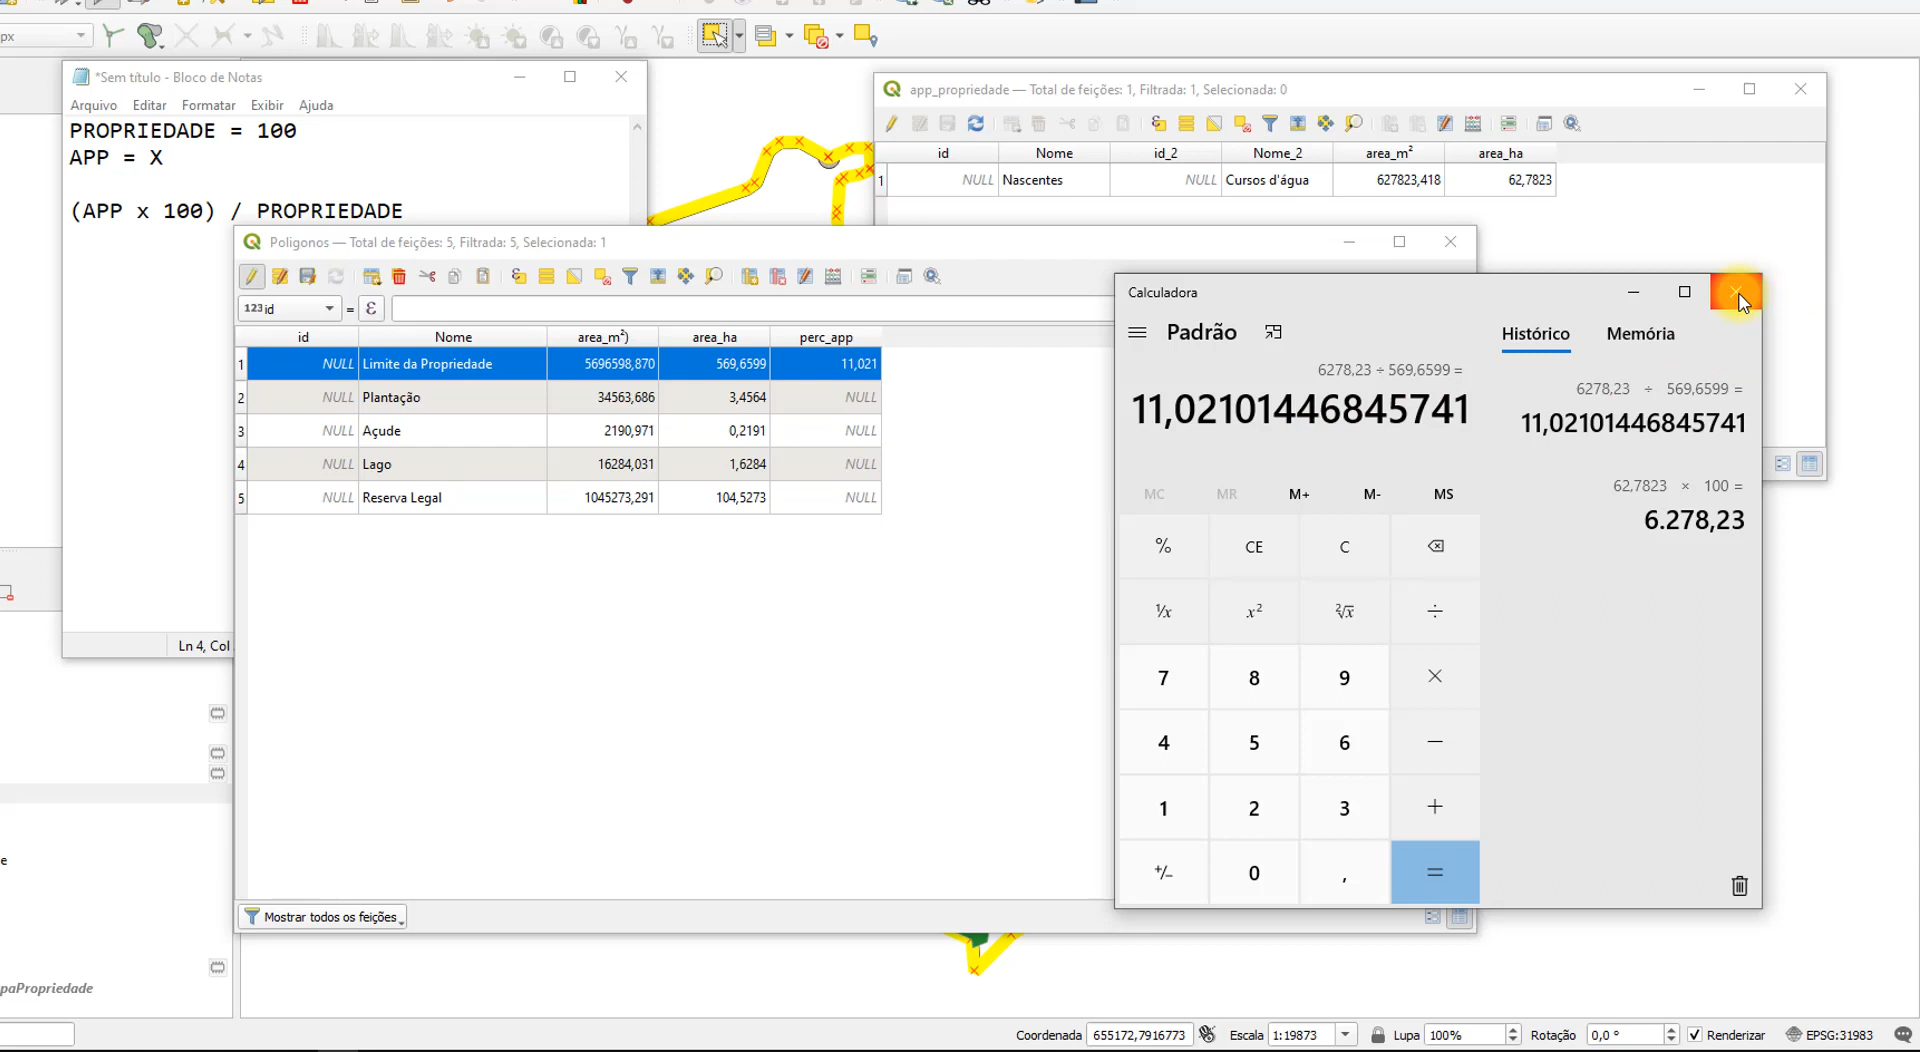 px
*Sem título - Bloco de Notas
Arquivo Editar Formatar Exibir Ajuda
PROPRIEDADE = 100
APP = X
(APP x 100) / PROPRIEDADE
Ln 4, Col
app_propriedade — Total de feições: 1, Filtrada: 1, Selecionada: 0
id Nome id_2 Nome_2 area_m² area_ha
1 NULL Nascentes NULL Cursos d'água 627823,418 62,7823
Poligonos — Total de feições: 5, Filtrada: 5, Selecionada: 1
123 id = ε
id Nome area_m²) area_ha perc_app
1 NULL Limite da Propriedade 5696598,870 569,6599 11,021
2 NULL Plantação 34563,686 3,4564 NULL
3 NULL Açude 2190,971 0,2191 NULL
4 NULL Lago 16284,031 1,6284 NULL
5 NULL Reserva Legal 1045273,291 104,5273 NULL
Mostrar todos os feições
Calculadora
Padrão
Histórico Memória
6278,23 ÷ 569,6599 =
11,02101446845741
6278,23 ÷ 569,6599 =
11,02101446845741
62,7823 × 100 =
6.278,23
MC MR M+ M- MS
% CE C
¹/x x² ²√x ÷
7 8 9 ×
4 5 6 −
1 2 3 +
+/− 0 , =
e
paPropriedade
Coordenada 655172,7916773 Escala 1:19873 Lupa 100% Rotação 0,0 ° Renderizar EPSG:31983